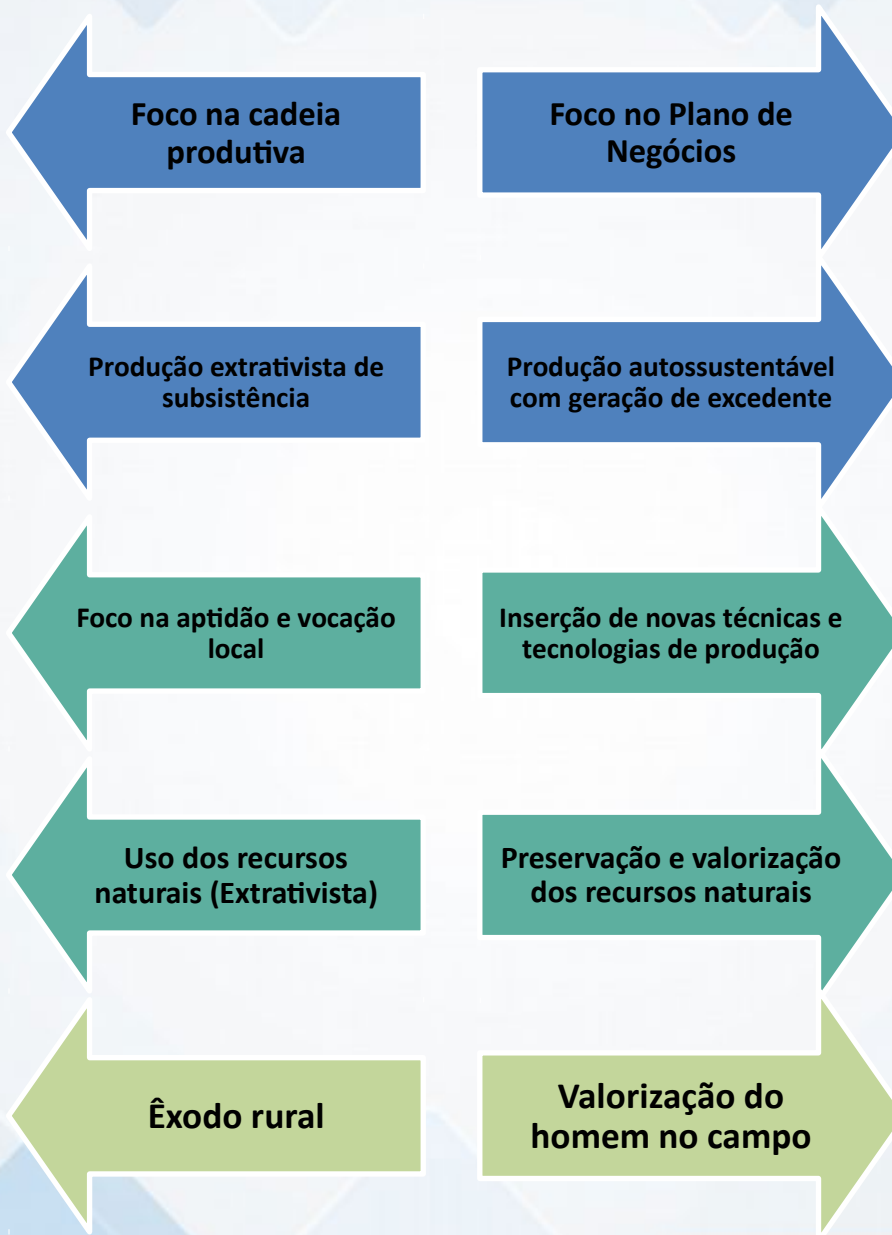 Foco na cadeia
produtiva
Foco no Plano de
Negócios
Produção extrativista de
subsistência
Produção autossustentável
com geração de excedente
Foco na aptidão e vocação
local
Inserção de novas técnicas e
tecnologias de produção
Uso dos recursos
naturais (Extrativista)
Preservação e valorização
dos recursos naturais
Êxodo rural
Valorização do
homem no campo